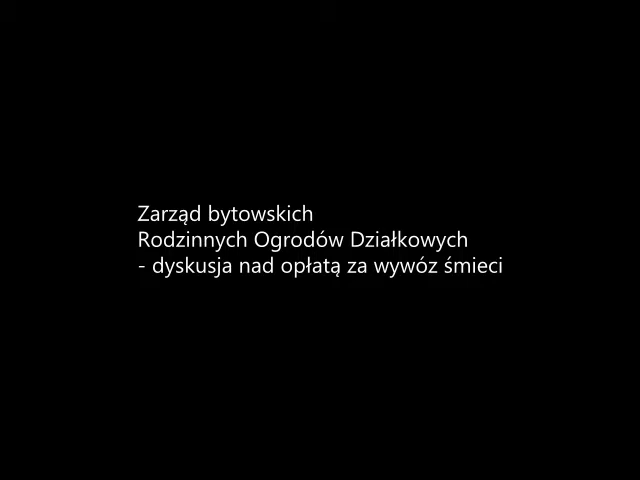 Zarząd bytowskich
Rodzinnych Ogrodów Działkowych
- dyskusja nad opłatą za wywóz śmieci